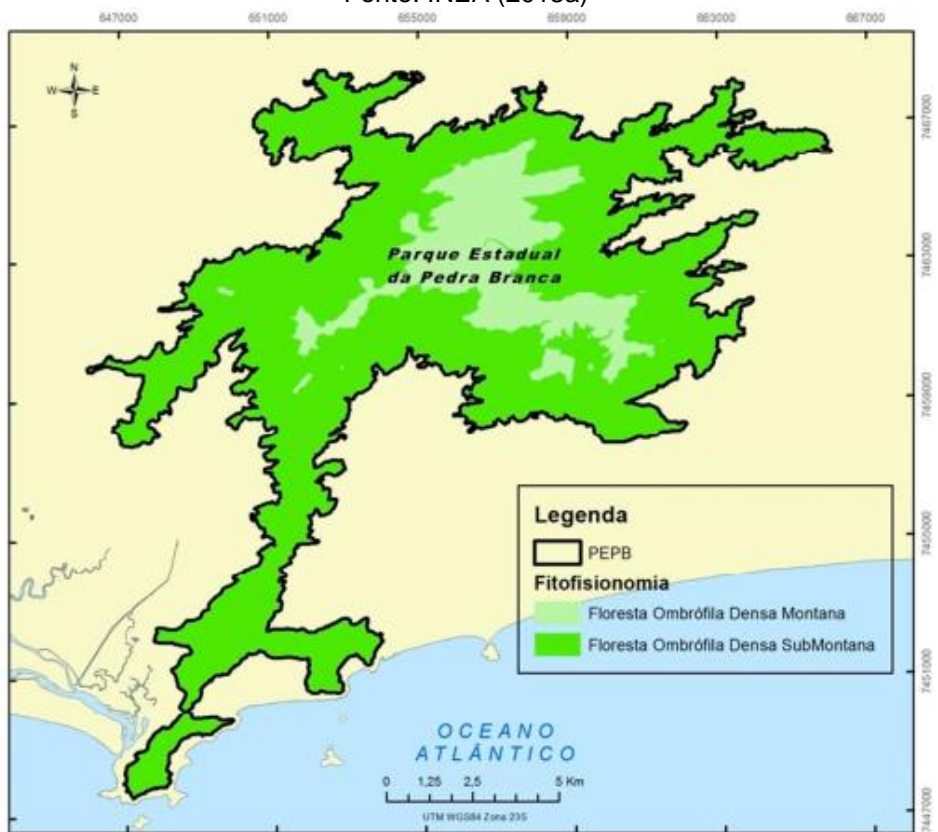 Fonte: INEA (2013a)
647000 651000 655000 659000 663000 667000
N
W E
S
7467000
7463000
7459000
7455000
7451000
7447000
Parque Estadual
da Pedra Branca
Legenda
PEPB
Fitofisionomia
Floresta Ombrófila Densa Montana
Floresta Ombrófila Densa SubMontana
OCEANO
ATLÂNTICO
0 1,25 2,5 5 Km
UTM WGS84 Zona 23S